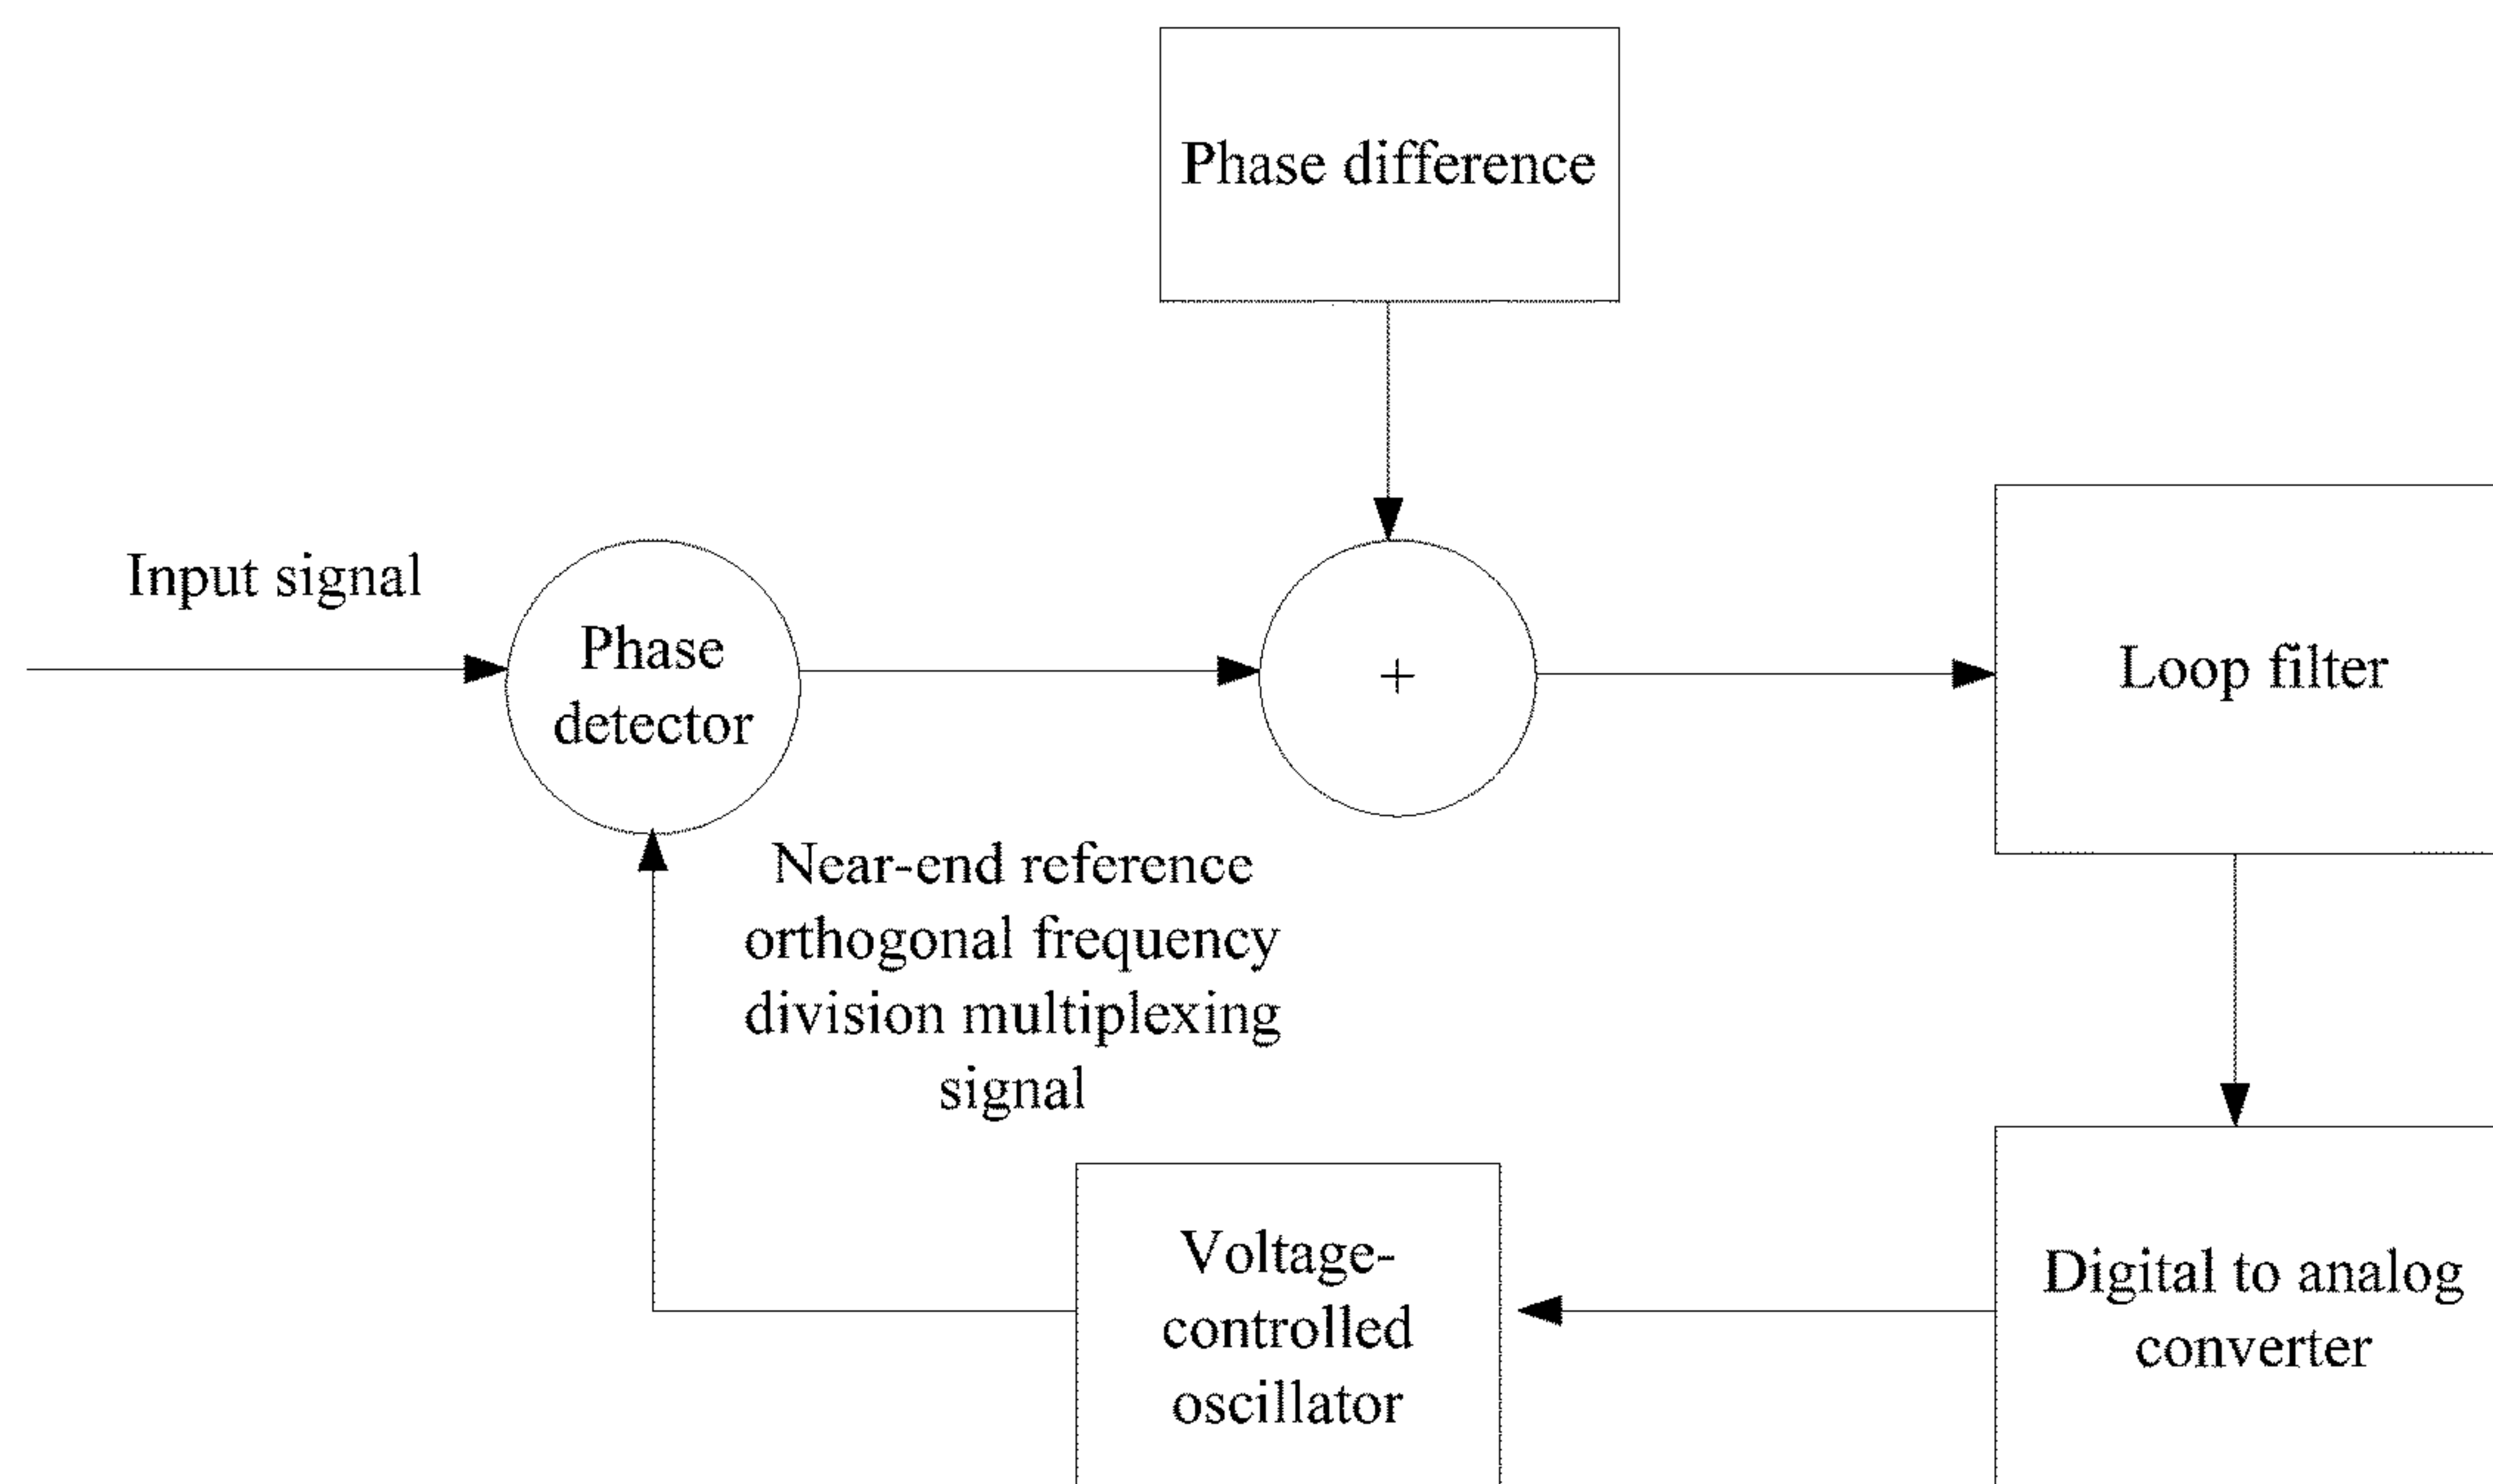 Phase difference
Input signal
Phase
detector
+
Loop filter
Near-end reference
orthogonal frequency
division multiplexing
signal
Voltage-
controlled
oscillator
Digital to analog
converter